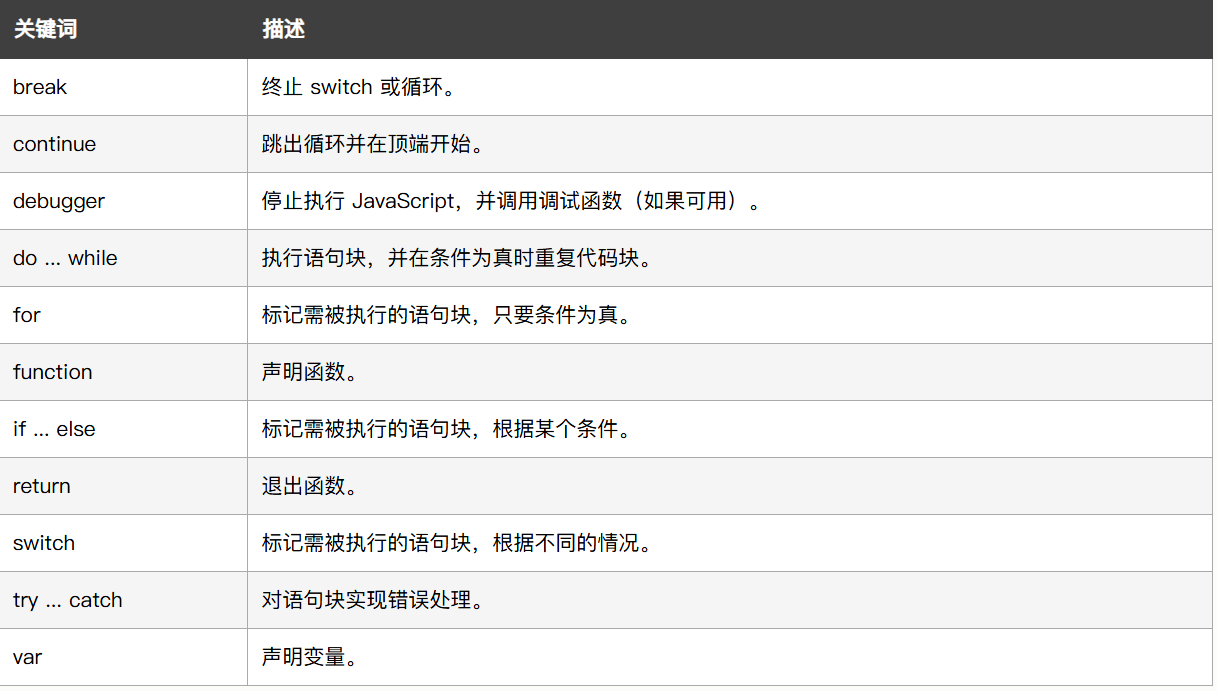 关键词 描述
break 终止 switch 或循环。
continue 跳出循环并在顶端开始。
debugger 停止执行 JavaScript，并调用调试函数（如果可用）。
do ... while 执行语句块，并在条件为真时重复代码块。
for 标记需被执行的语句块，只要条件为真。
function 声明函数。
if ... else 标记需被执行的语句块，根据某个条件。
return 退出函数。
switch 标记需被执行的语句块，根据不同的情况。
try ... catch 对语句块实现错误处理。
var 声明变量。